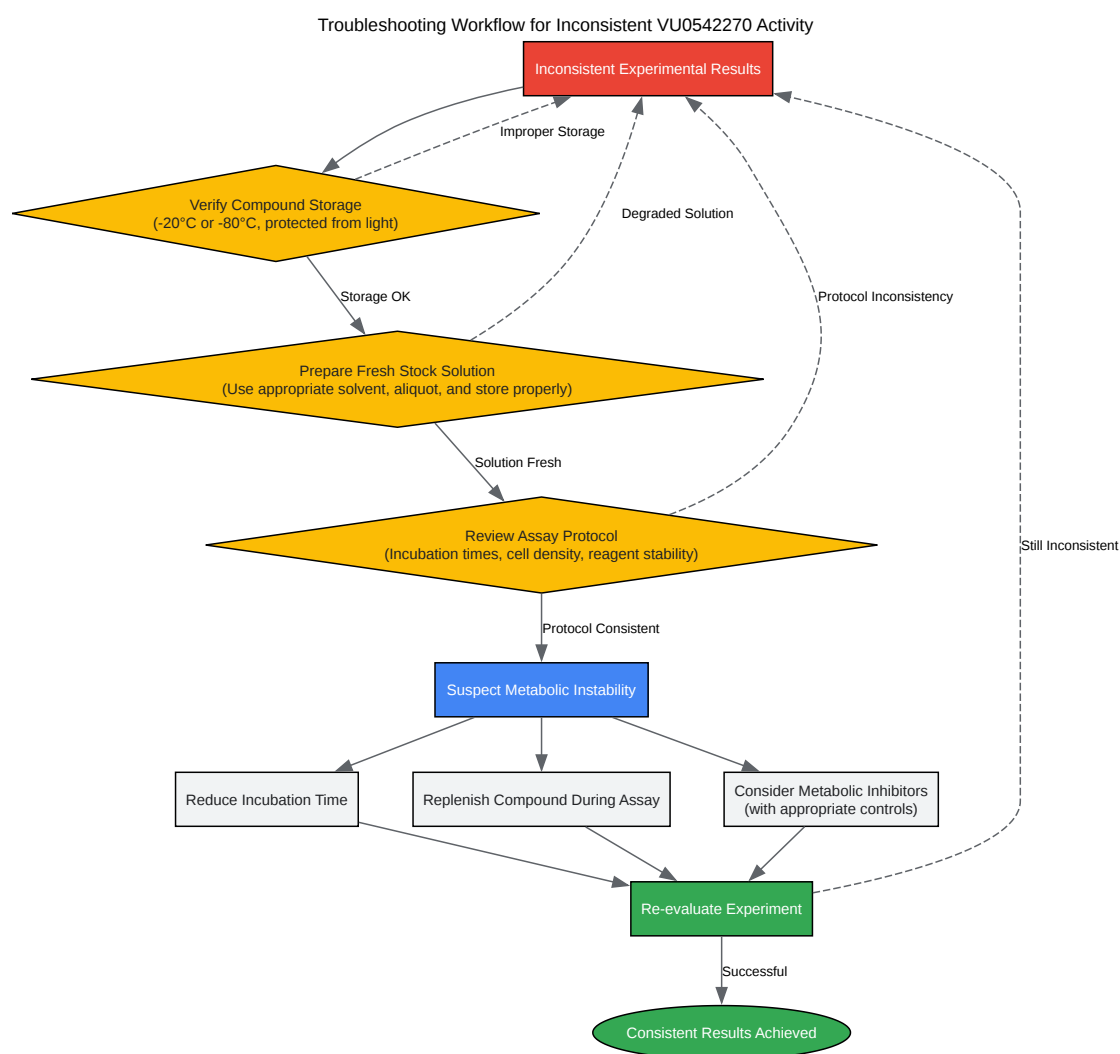 Troubleshooting Workflow for Inconsistent VU0542270 Activity
Inconsistent Experimental Results
Improper Storage
Verify Compound Storage
(-20°C or -80°C, protected from light)
Degraded Solution
Storage OK
Protocol Inconsistency
Prepare Fresh Stock Solution
(Use appropriate solvent, aliquot, and store properly)
Solution Fresh
Review Assay Protocol
(Incubation times, cell density, reagent stability)
Still Inconsistent
Protocol Consistent
Suspect Metabolic Instability
Reduce Incubation Time
Replenish Compound During Assay
Consider Metabolic Inhibitors
(with appropriate controls)
Re-evaluate Experiment
Successful
Consistent Results Achieved